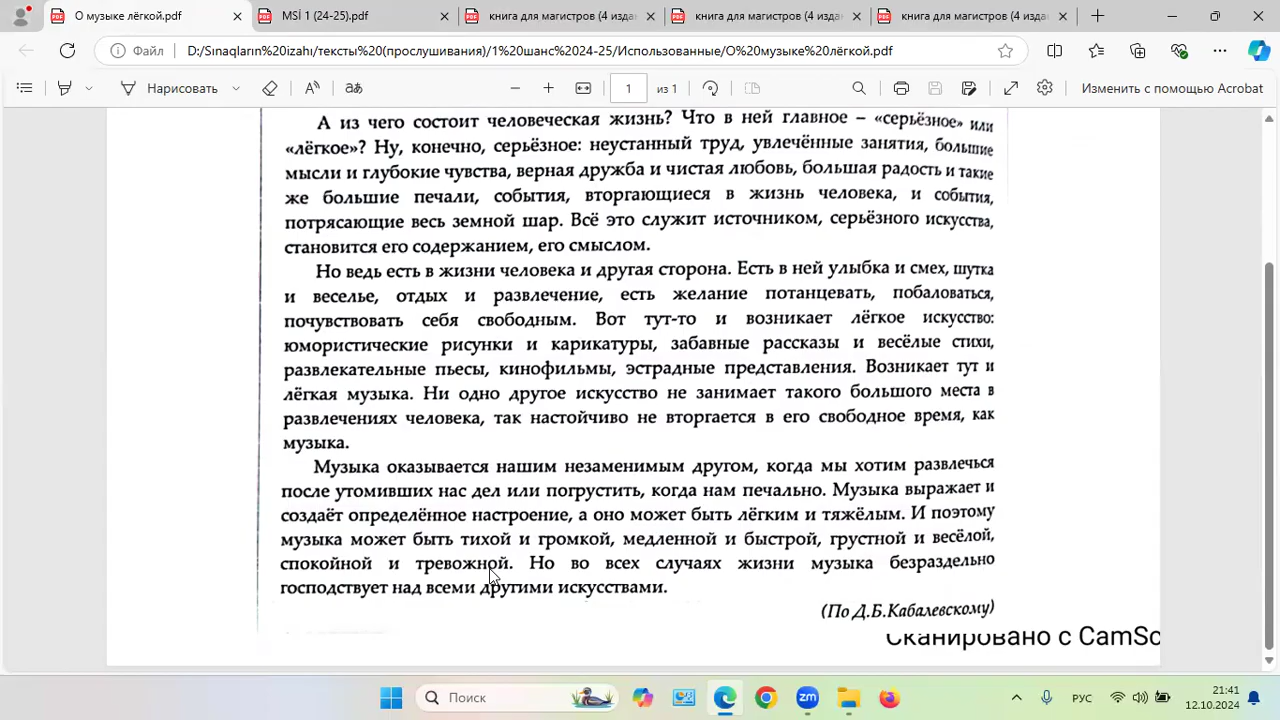 О музыке лёгкой.pdf
MSİ 1 (24-25).pdf
книга для магистров (4 изда
книга для магистров (4 издан
книга для магистров (4 издан
Файл
D:/Sınaqların%20izahı/тексты%20(прослушивания)/1%20шанс%2024-25/Использованные/О%20музыке%20лёгкой.pdf
Нарисовать
аあ
1
из 1
Изменить с помощью Acrobat
А из чего состоит человеческая жизнь? Что в ней главное – «серьёзное» или
«лёгкое»? Ну, конечно, серьёзное: неустанный труд, увлечённые занятия, большие
мысли и глубокие чувства, верная дружба и чистая любовь, большая радость и такие
же большие печали, события, вторгающиеся в жизнь человека, и события,
потрясающие весь земной шар. Всё это служит источником, серьёзного искусства,
становится его содержанием, его смыслом.
Но ведь есть в жизни человека и другая сторона. Есть в ней улыбка и смех, шутка
и веселье, отдых и развлечение, есть желание потанцевать, побаловаться,
почувствовать себя свободным. Вот тут-то и возникает лёгкое искусство:
юмористические рисунки и карикатуры, забавные рассказы и весёлые стихи,
развлекательные пьесы, кинофильмы, эстрадные представления. Возникает тут и
лёгкая музыка. Ни одно другое искусство не занимает такого большого места в
развлечениях человека, так настойчиво не вторгается в его свободное время, как
музыка.
Музыка оказывается нашим незаменимым другом, когда мы хотим развлечься
после утомивших нас дел или погрустить, когда нам печально. Музыка выражает и
создаёт определённое настроение, а оно может быть лёгким и тяжёлым. И поэтому
музыка может быть тихой и громкой, медленной и быстрой, грустной и весёлой,
спокойной и тревожной. Но во всех случаях жизни музыка безраздельно
господствует над всеми другими искусствами.
(По Д.Б.Кабалевскому)
Сканировано с CamSc
Поиск
РУС
21:41
12.10.2024